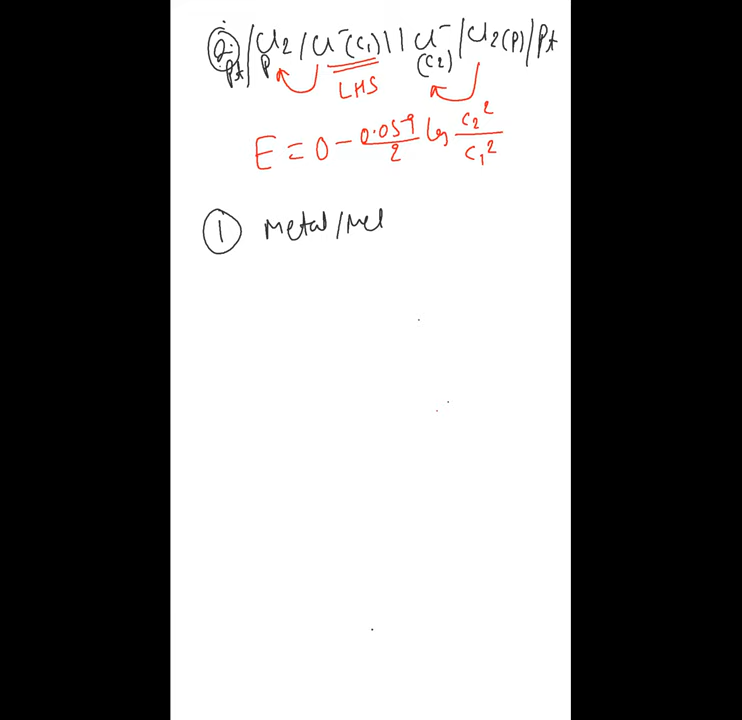 Q: Pt/Cl2/Cl⁻(C1)||Cl⁻/Cl2(P)/Pt
P (C2)
LHS
E = 0 - 0.059/2 log C2²/C1²
① Metal/Met